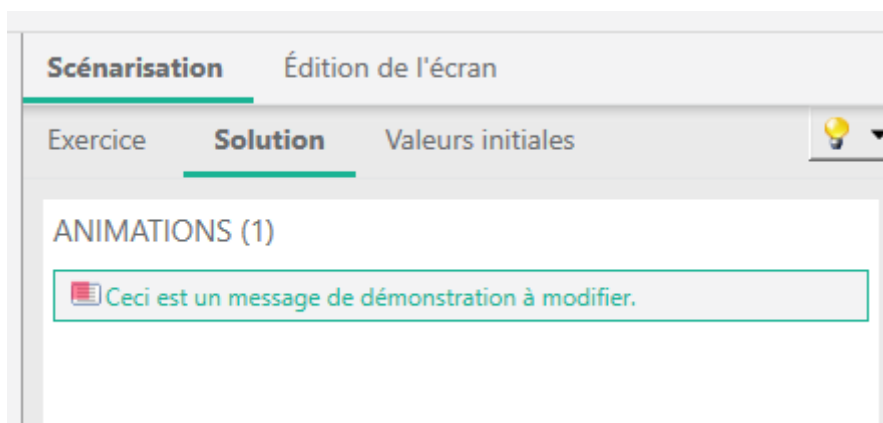 Scénarisation Édition de l'écran
Exercice Solution Valeurs initiales
ANIMATIONS (1)
Ceci est un message de démonstration à modifier.